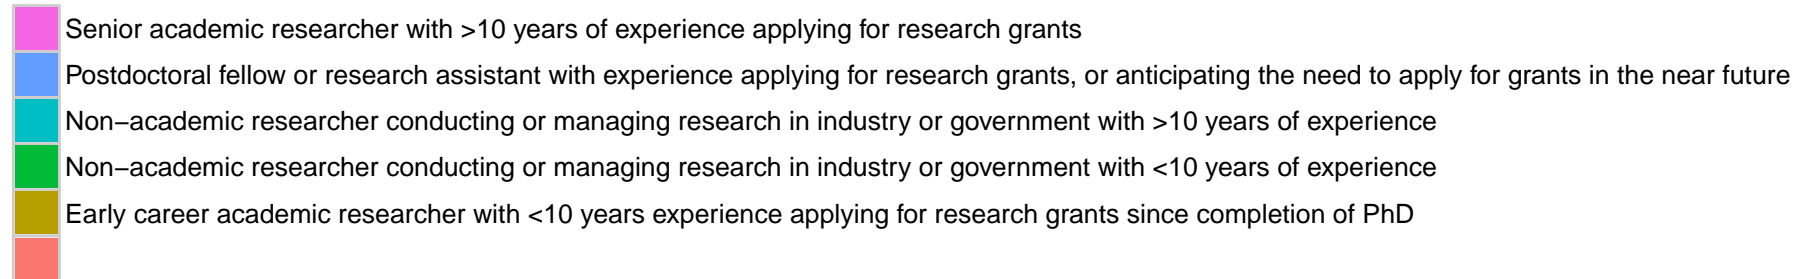 Senior academic researcher with >10 years of experience applying for research grants
Postdoctoral fellow or research assistant with experience applying for research grants, or anticipating the need to apply for grants in the near future
Non−academic researcher conducting or managing research in industry or government with >10 years of experience
Non−academic researcher conducting or managing research in industry or government with <10 years of experience
Early career academic researcher with <10 years experience applying for research grants since completion of PhD